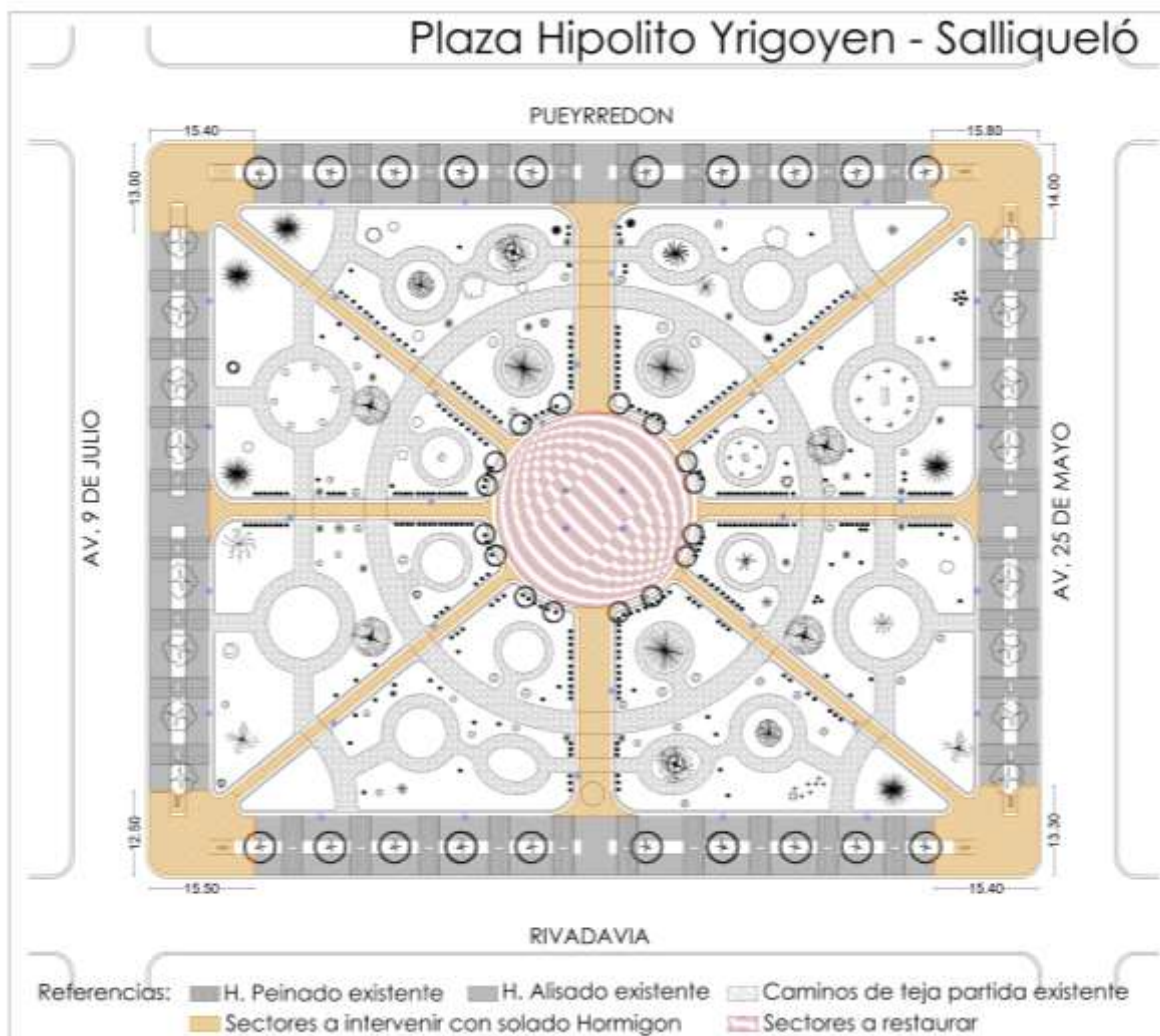 Plaza Hipolito Yrigoyen - Salliqueló
PUEYRREDON
15.40
15.80
13.00
14.00
AV, 9 DE JULIO
AV, 25 DE MAYO
12.60
13.30
15.50
15.40
RIVADAVIA
Referencias: H. Peinado existente H. Alisado existente Caminos de teja partida existente
Sectores a intervenir con solado Hormigon Sectores a restaurar